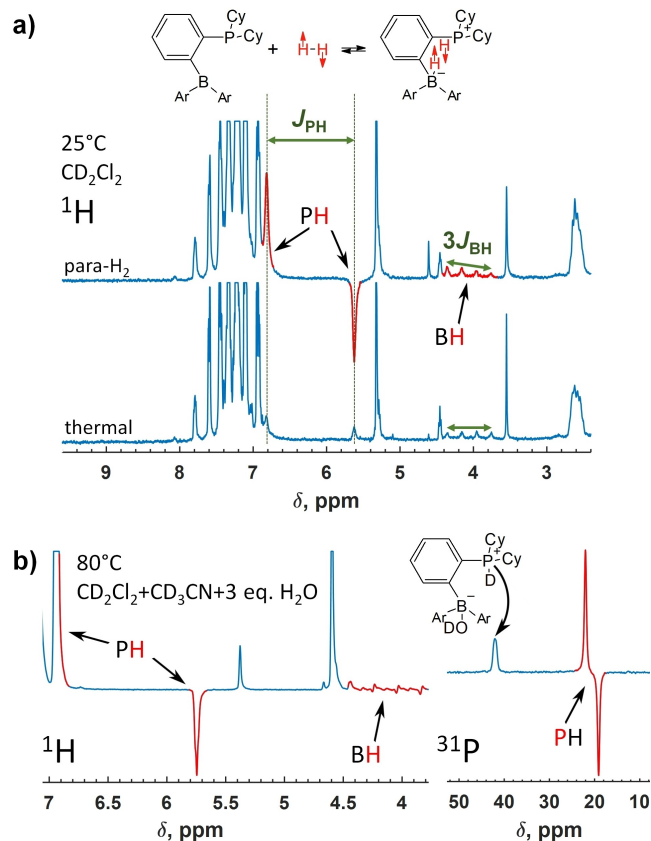 a)
Cy
P
Cy
B
Ar Ar
+
H-H
⇌
Cy
P+
Cy
H
H
B−
Ar Ar
25°C
CD₂Cl₂
¹H
para-H₂
J_PH
PH
3J_BH
BH
thermal
9 8 7 6 5 4 3
δ, ppm
b)
80°C
CD₂Cl₂+CD₃CN+3 eq. H₂O
PH
BH
¹H
7 6.5 6 5.5 5 4.5 4
δ, ppm
Cy
P+
Cy
D
B−
Ar Ar
DO
PH
³¹P
50 40 30 20 10
δ, ppm